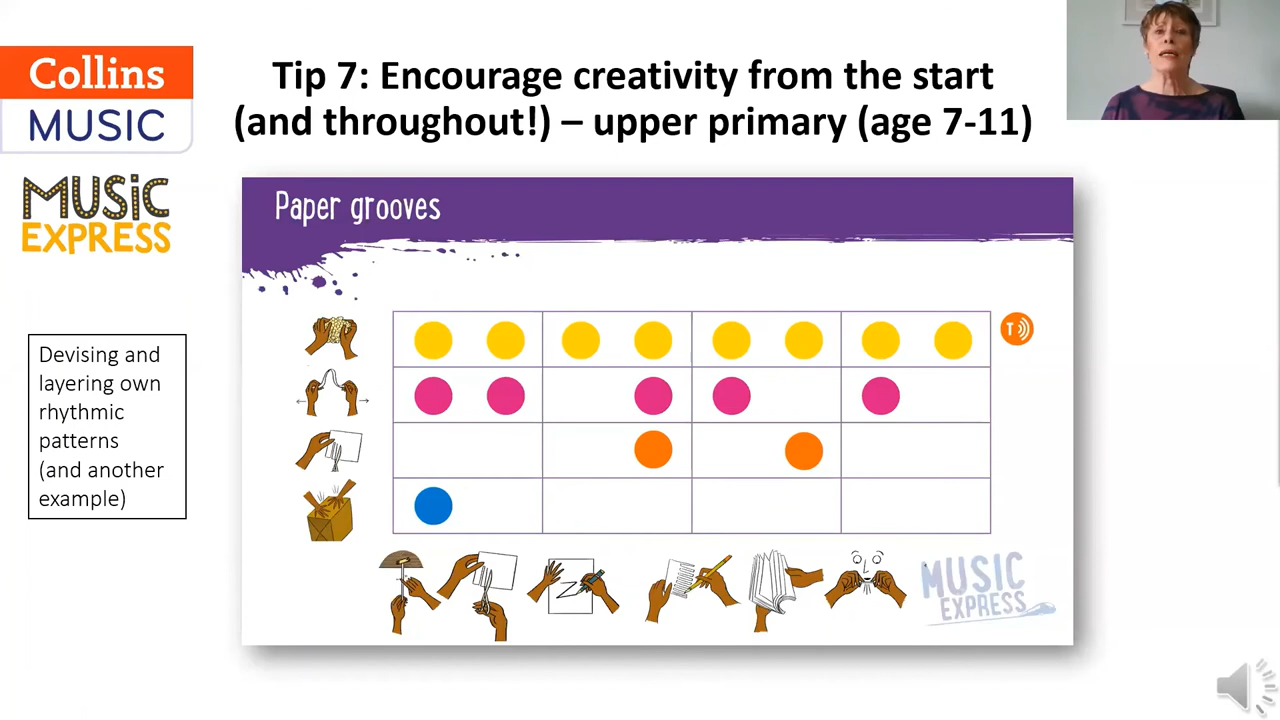 Collins
MUSIC
MUSiC
EXPRESS
Tip 7: Encourage creativity from the start
(and throughout!) – upper primary (age 7-11)
Paper grooves
T
Devising and
layering own
rhythmic
patterns
(and another
example)
MUSiC
EXPRESS